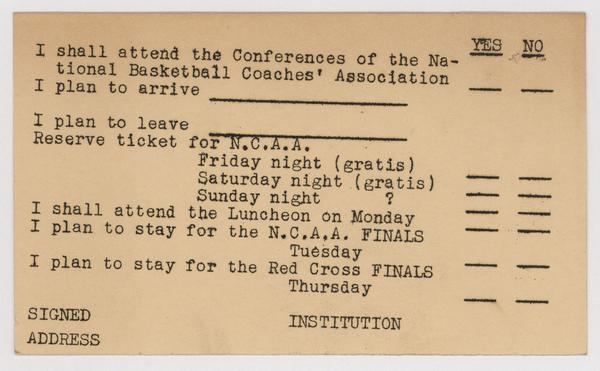 YES NO
I shall attend the Conferences of the Na-
tional Basketball Coaches' Association
I plan to arrive
I plan to leave
Reserve ticket for N.C.A.A.
Friday night (gratis)
Saturday night (gratis)
Sunday night ?
I shall attend the Luncheon on Monday
I plan to stay for the N.C.A.A. FINALS
Tuesday
I plan to stay for the Red Cross FINALS
Thursday
SIGNED INSTITUTION
ADDRESS